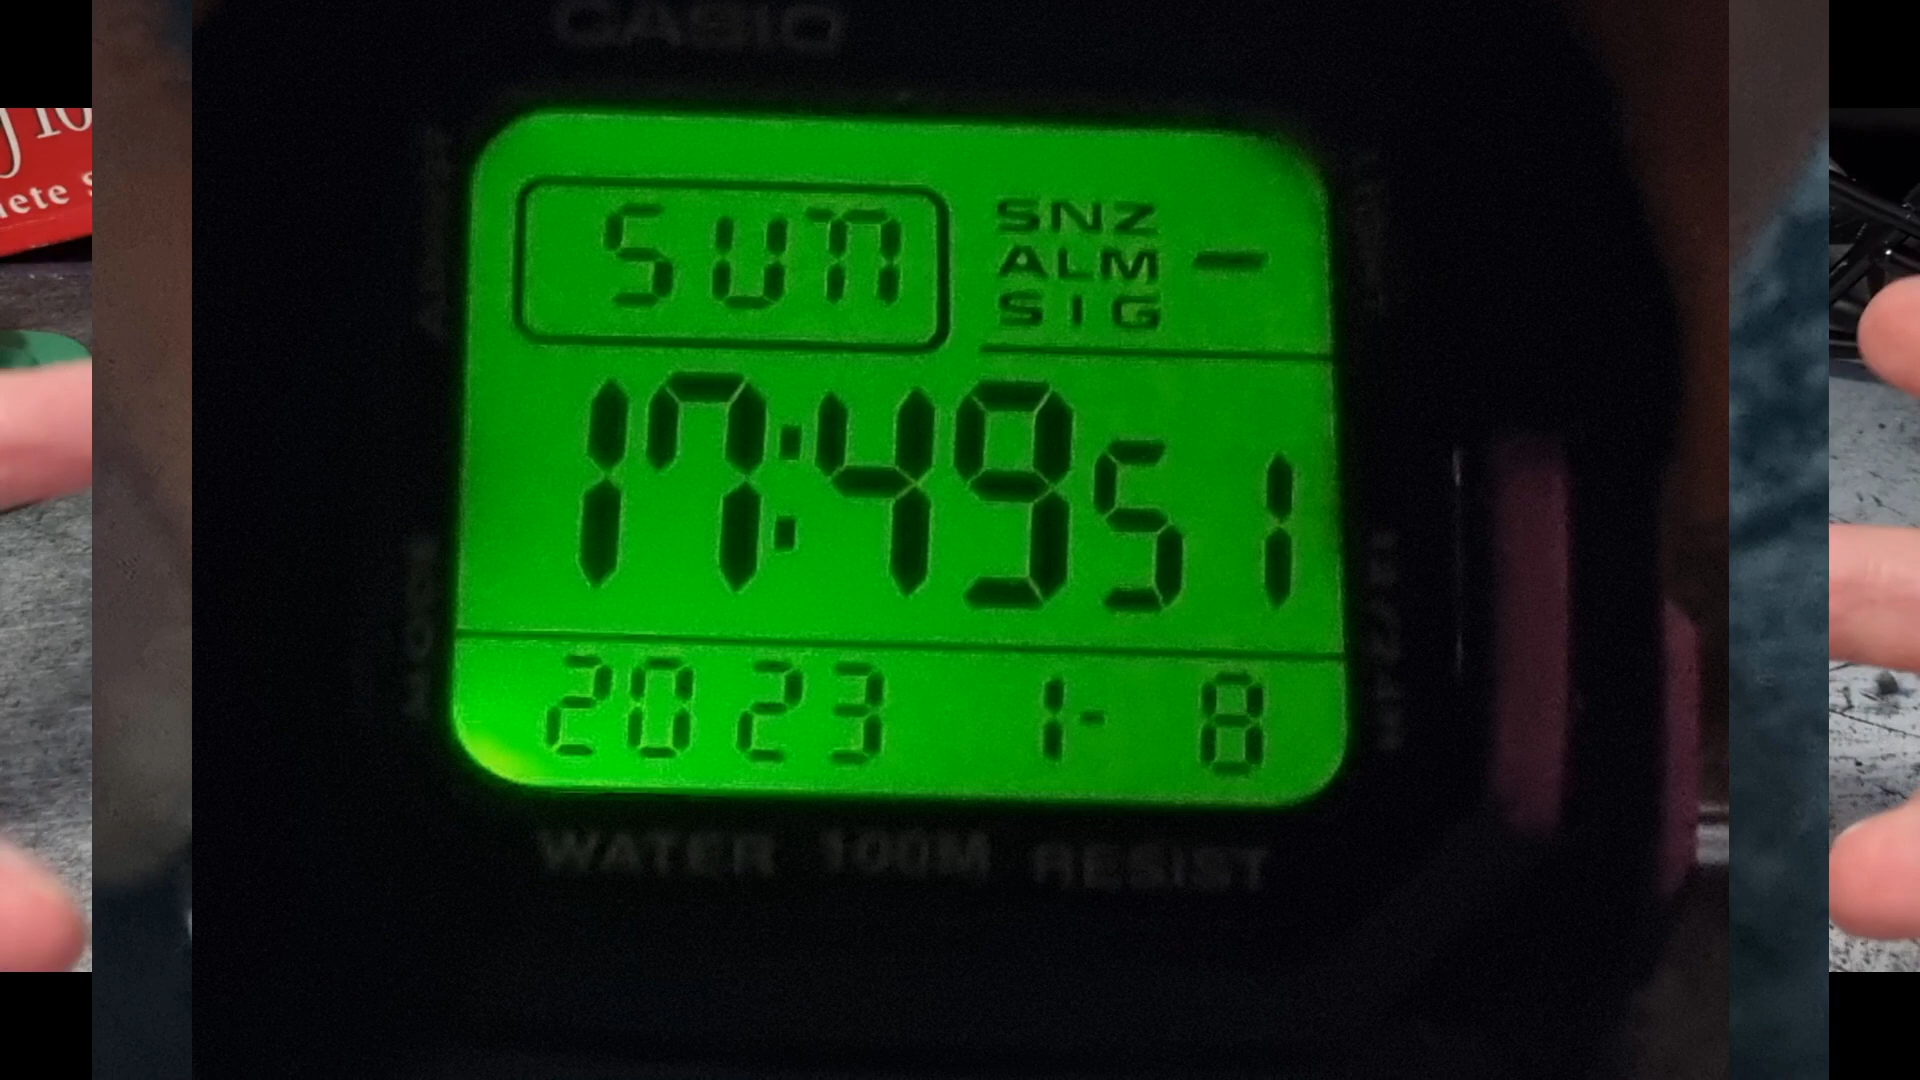 CASIO
SUN
SNZ
ALM -
SIG
17:49 51
2023 1- 8
WATER 100M RESIST